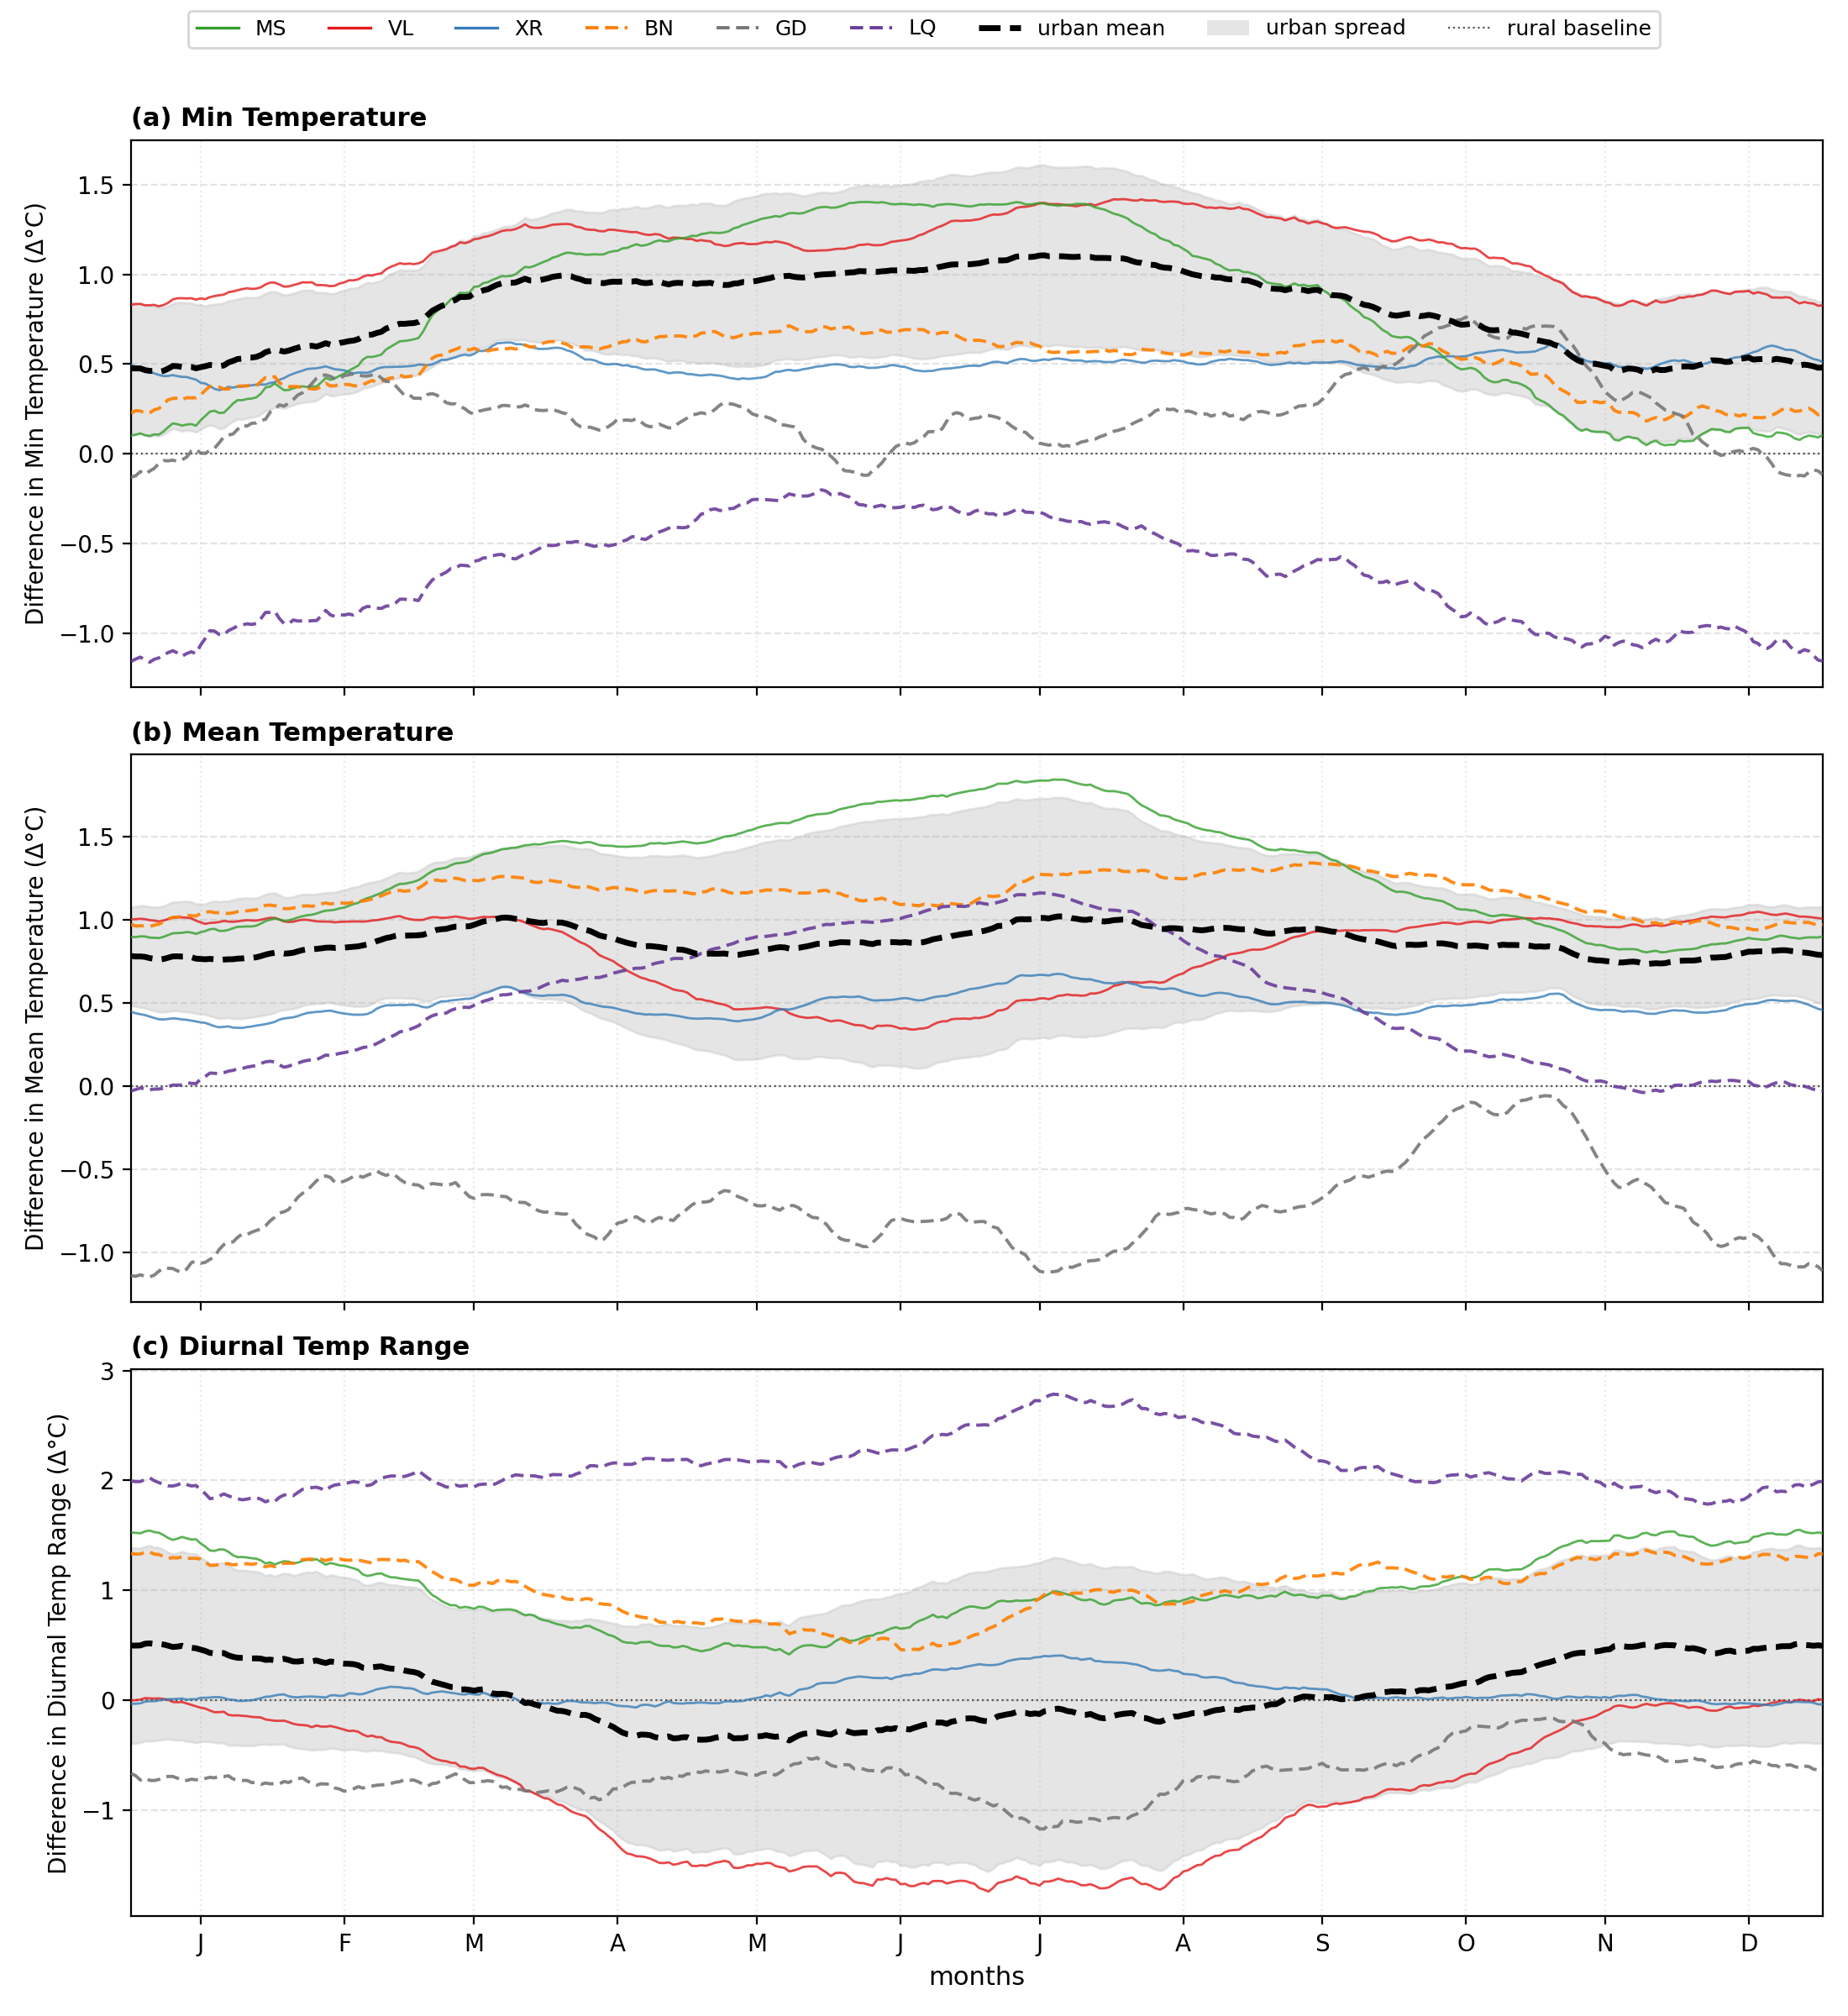 MS VL XR BN GD LQ urban mean urban spread rural baseline
(a) Min Temperature
Difference in Min Temperature (Δ°C)
1.5
1.0
0.5
0.0
−0.5
−1.0
(b) Mean Temperature
Difference in Mean Temperature (Δ°C)
1.5
1.0
0.5
0.0
−0.5
−1.0
(c) Diurnal Temp Range
Difference in Diurnal Temp Range (Δ°C)
3
2
1
0
−1
J F M A M J J A S O N D
months